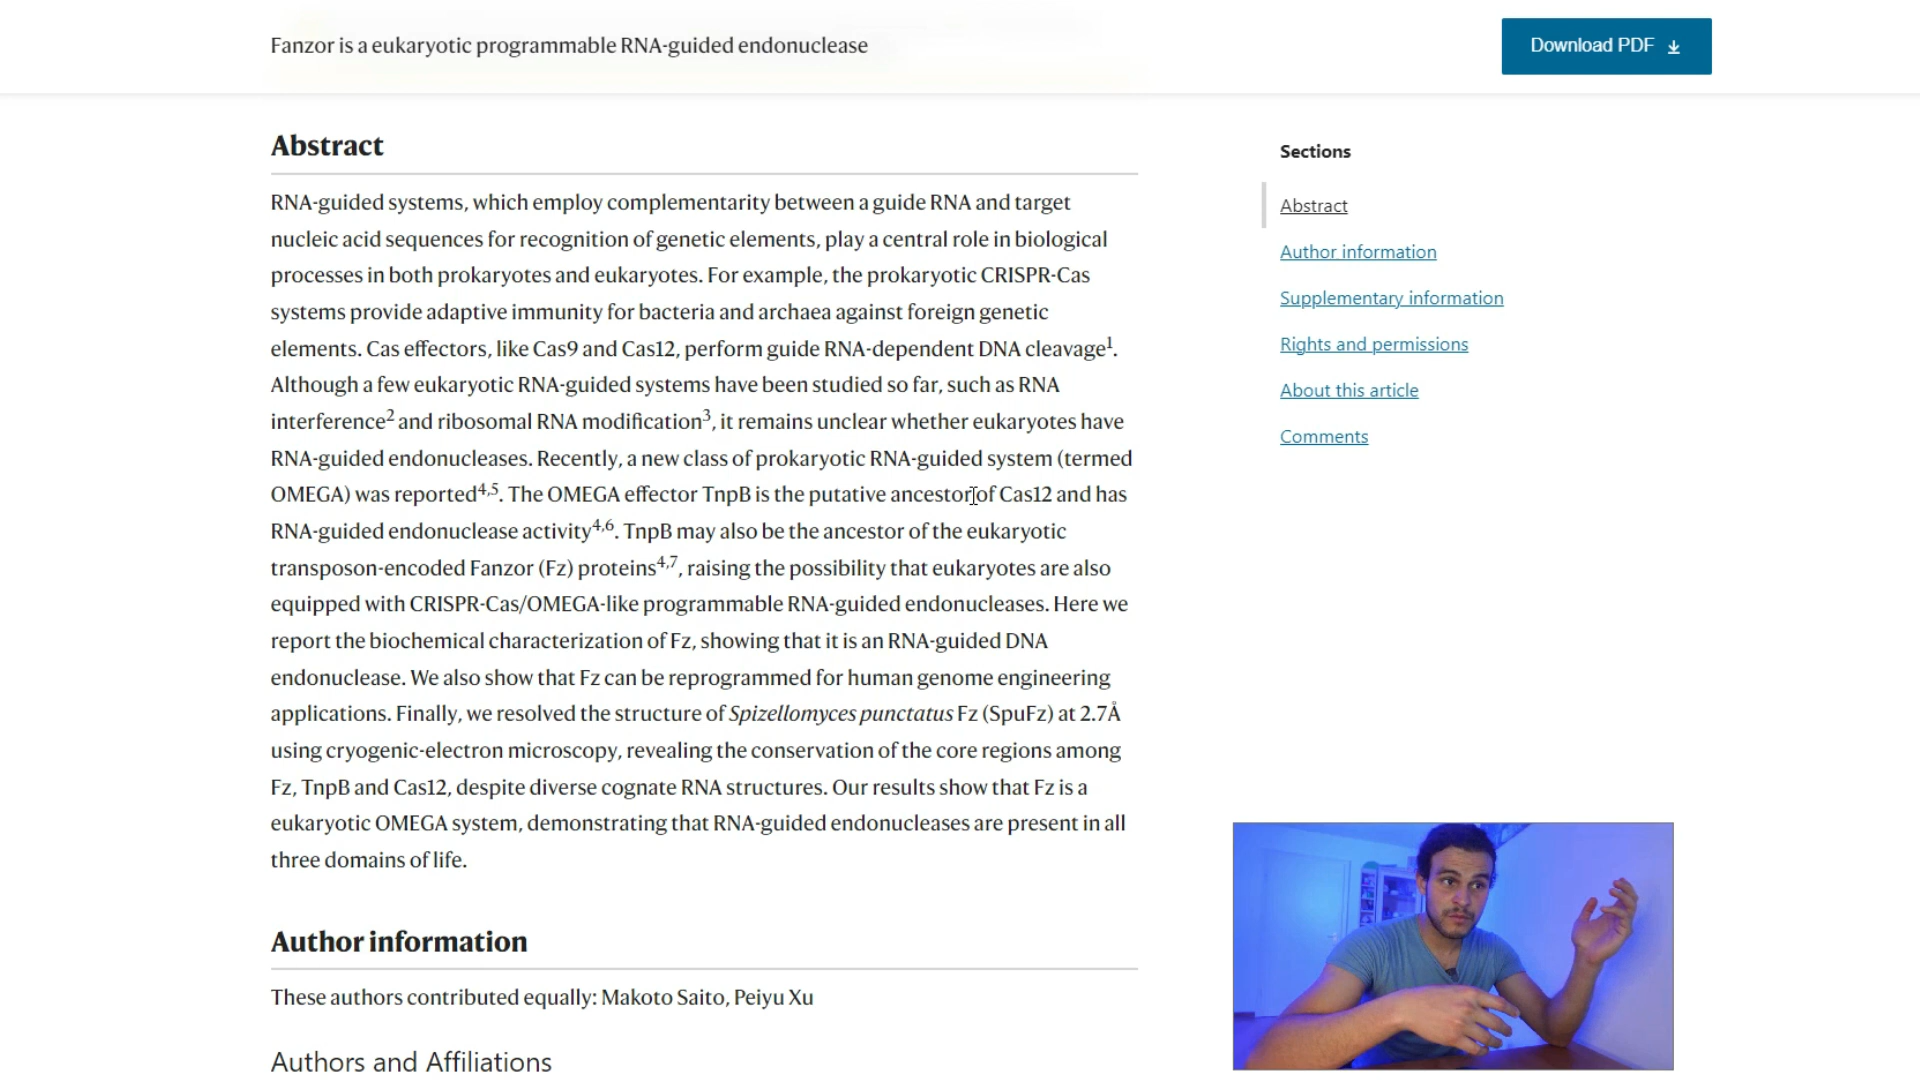 Fanzor is a eukaryotic programmable RNA-guided endonuclease
Download PDF
Abstract
RNA-guided systems, which employ complementarity between a guide RNA and target
nucleic acid sequences for recognition of genetic elements, play a central role in biological
processes in both prokaryotes and eukaryotes. For example, the prokaryotic CRISPR-Cas
systems provide adaptive immunity for bacteria and archaea against foreign genetic
elements. Cas effectors, like Cas9 and Cas12, perform guide RNA-dependent DNA cleavage¹.
Although a few eukaryotic RNA-guided systems have been studied so far, such as RNA
interference² and ribosomal RNA modification³, it remains unclear whether eukaryotes have
RNA-guided endonucleases. Recently, a new class of prokaryotic RNA-guided system (termed
OMEGA) was reported⁴,⁵. The OMEGA effector TnpB is the putative ancestor of Cas12 and has
RNA-guided endonuclease activity⁴,⁶. TnpB may also be the ancestor of the eukaryotic
transposon-encoded Fanzor (Fz) proteins⁴,⁷, raising the possibility that eukaryotes are also
equipped with CRISPR-Cas/OMEGA-like programmable RNA-guided endonucleases. Here we
report the biochemical characterization of Fz, showing that it is an RNA-guided DNA
endonuclease. We also show that Fz can be reprogrammed for human genome engineering
applications. Finally, we resolved the structure of Spizellomyces punctatus Fz (SpuFz) at 2.7Å
using cryogenic-electron microscopy, revealing the conservation of the core regions among
Fz, TnpB and Cas12, despite diverse cognate RNA structures. Our results show that Fz is a
eukaryotic OMEGA system, demonstrating that RNA-guided endonucleases are present in all
three domains of life.
Author information
These authors contributed equally: Makoto Saito, Peiyu Xu
Authors and Affiliations
Sections
Abstract
Author information
Supplementary information
Rights and permissions
About this article
Comments